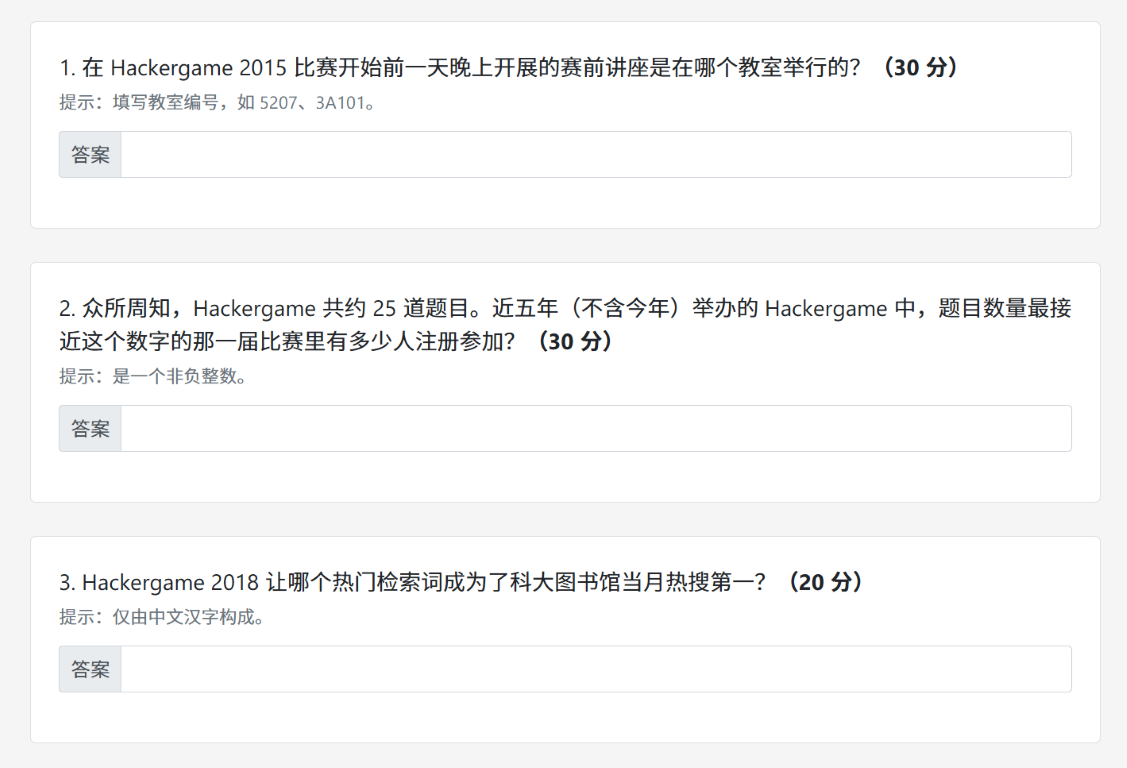 1. 在 Hackergame 2015 比赛开始前一天晚上开展的赛前讲座是在哪个教室举行的？（30 分）
提示：填写教室编号，如 5207、3A101。
答案
2. 众所周知，Hackergame 共约 25 道题目。近五年（不含今年）举办的 Hackergame 中，题目数量最接
近这个数字的那一届比赛里有多少人注册参加？（30 分）
提示：是一个非负整数。
答案
3. Hackergame 2018 让哪个热门检索词成为了科大图书馆当月热搜第一？（20 分）
提示：仅由中文汉字构成。
答案